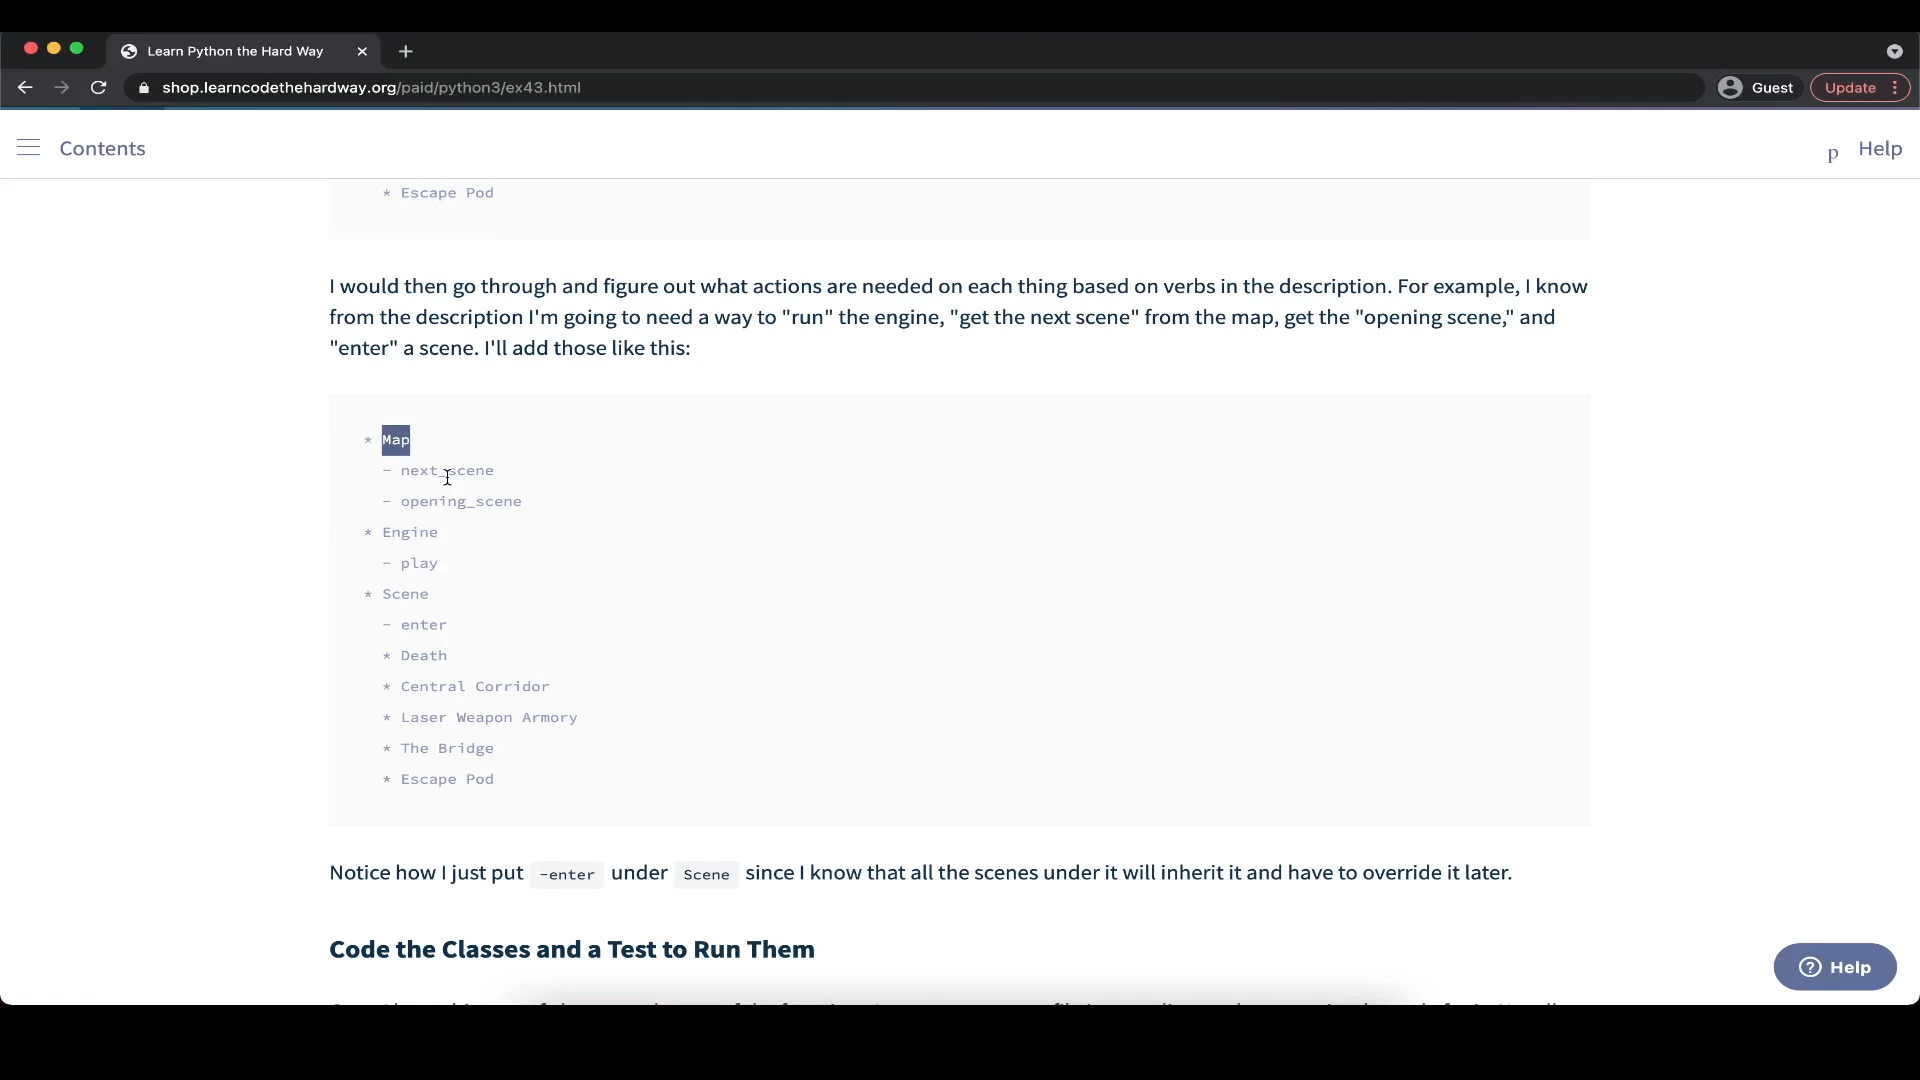 Learn Python the Hard Way
shop.learncodethehardway.org/paid/python3/ex43.html
Guest
Update
Contents
p Help
* Escape Pod
I would then go through and figure out what actions are needed on each thing based on verbs in the description. For example, I know
from the description I'm going to need a way to "run" the engine, "get the next scene" from the map, get the "opening scene," and
"enter" a scene. I'll add those like this:
* Map
- next_scene
- opening_scene
* Engine
- play
* Scene
- enter
* Death
* Central Corridor
* Laser Weapon Armory
* The Bridge
* Escape Pod
Notice how I just put -enter under Scene since I know that all the scenes under it will inherit it and have to override it later.
Code the Classes and a Test to Run Them
Help